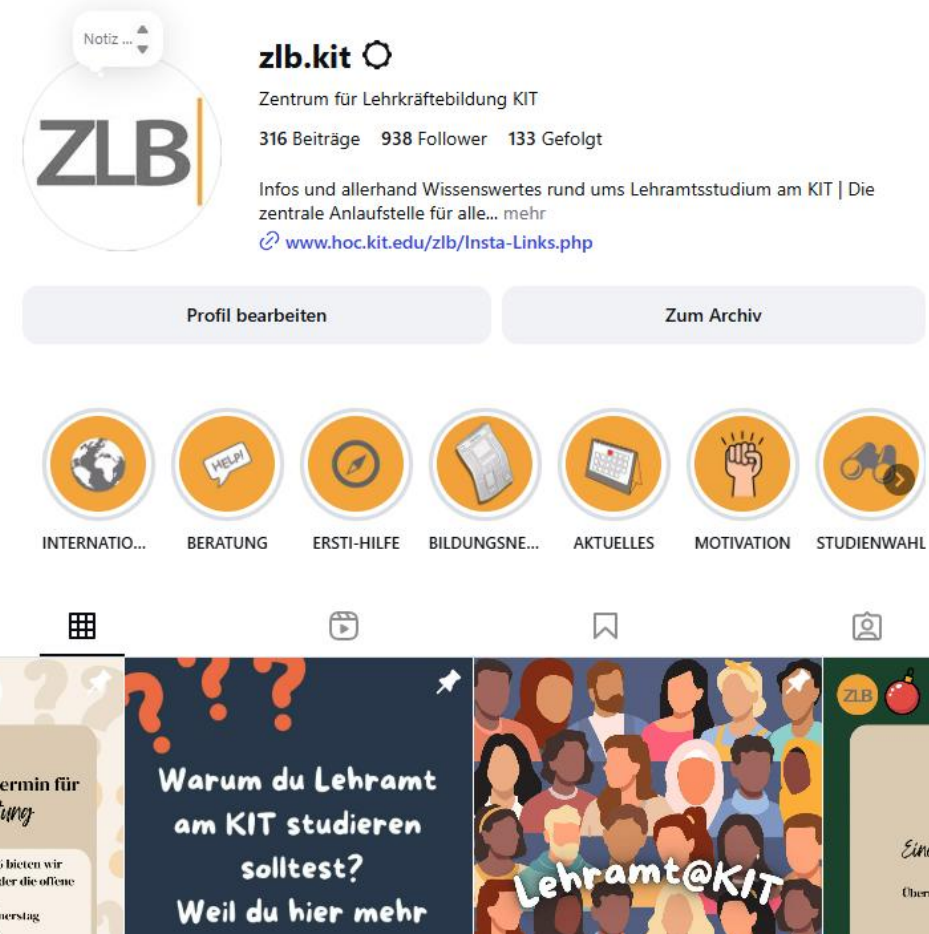 Notiz ...
zlb.kit
Zentrum für Lehrkräftebildung KIT
316 Beiträge 938 Follower 133 Gefolgt
Infos und allerhand Wissenswertes rund ums Lehramtsstudium am KIT | Die
zentrale Anlaufstelle für alle... mehr
www.hoc.kit.edu/zlb/Insta-Links.php
ZLB
Profil bearbeiten
Zum Archiv
HELP!
INTERNATIO... BERATUNG ERSTI-HILFE BILDUNGSNE... AKTUELLES MOTIVATION STUDIENWAHL
ermin für
tung
bieten wir
der die offene
nerstag
Warum du Lehramt
am KIT studieren
solltest?
Weil du hier mehr
Lehramt@KIT
ZLB